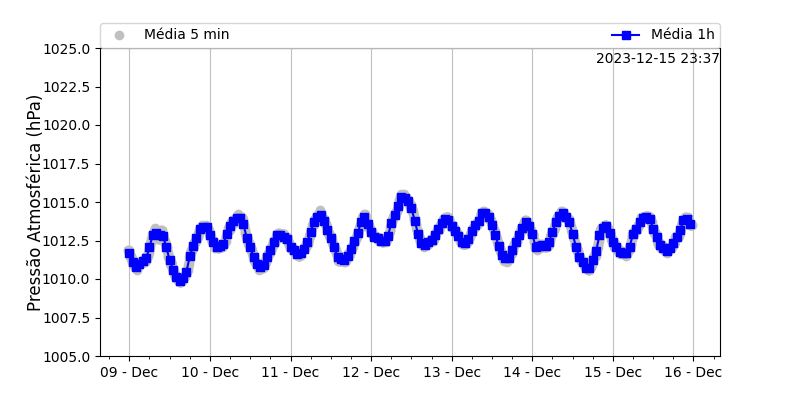 Média 5 min
Média 1h
2023-12-15 23:37
Pressão Atmosférica (hPa)
1025.0
1022.5
1020.0
1017.5
1015.0
1012.5
1010.0
1007.5
1005.0
09 - Dec
10 - Dec
11 - Dec
12 - Dec
13 - Dec
14 - Dec
15 - Dec
16 - Dec